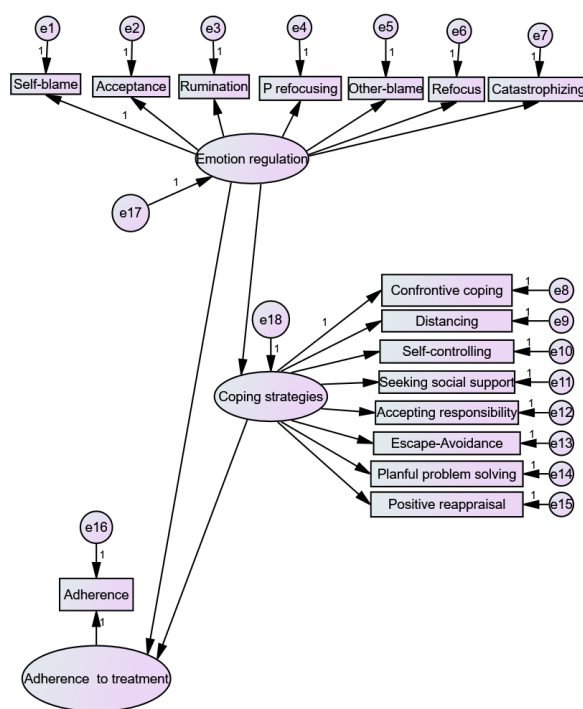 e1
e2
e3
e4
e5
e6
e7
1
1
1
1
1
1
1
Self-blame
Acceptance
Rumination
P refocusing
Other-blame
Refocus
Catastrophizing
1
Emotion regulation
1
e17
Confrontive coping
1
e8
e18
1
Distancing
1
e9
1
Self-controlling
1
e10
Seeking social support
1
e11
Coping strategies
Accepting responsibility
1
e12
Escape-Avoidance
1
e13
Planful problem solving
1
e14
Positive reappraisal
1
e15
e16
1
Adherence
1
Adherence to treatment